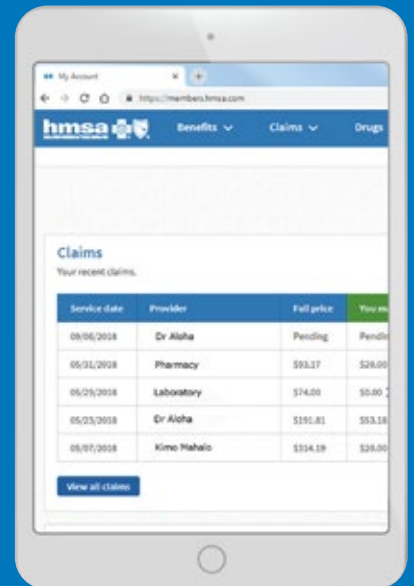 My Account
https://members.hmsa.com
hmsa Benefits Claims Drugs
Claims
Your recent claims.
Service date Provider Full price You
09/06/2018 Dr Aloha Pending
05/31/2018 Pharmacy $93.17 $28.00
05/29/2018 Laboratory $74.00 $0.00
05/23/2018 Dr Aloha $191.81 $53.18
05/07/2018 Kimo Mahalo $314.19 $20.00
View all claims